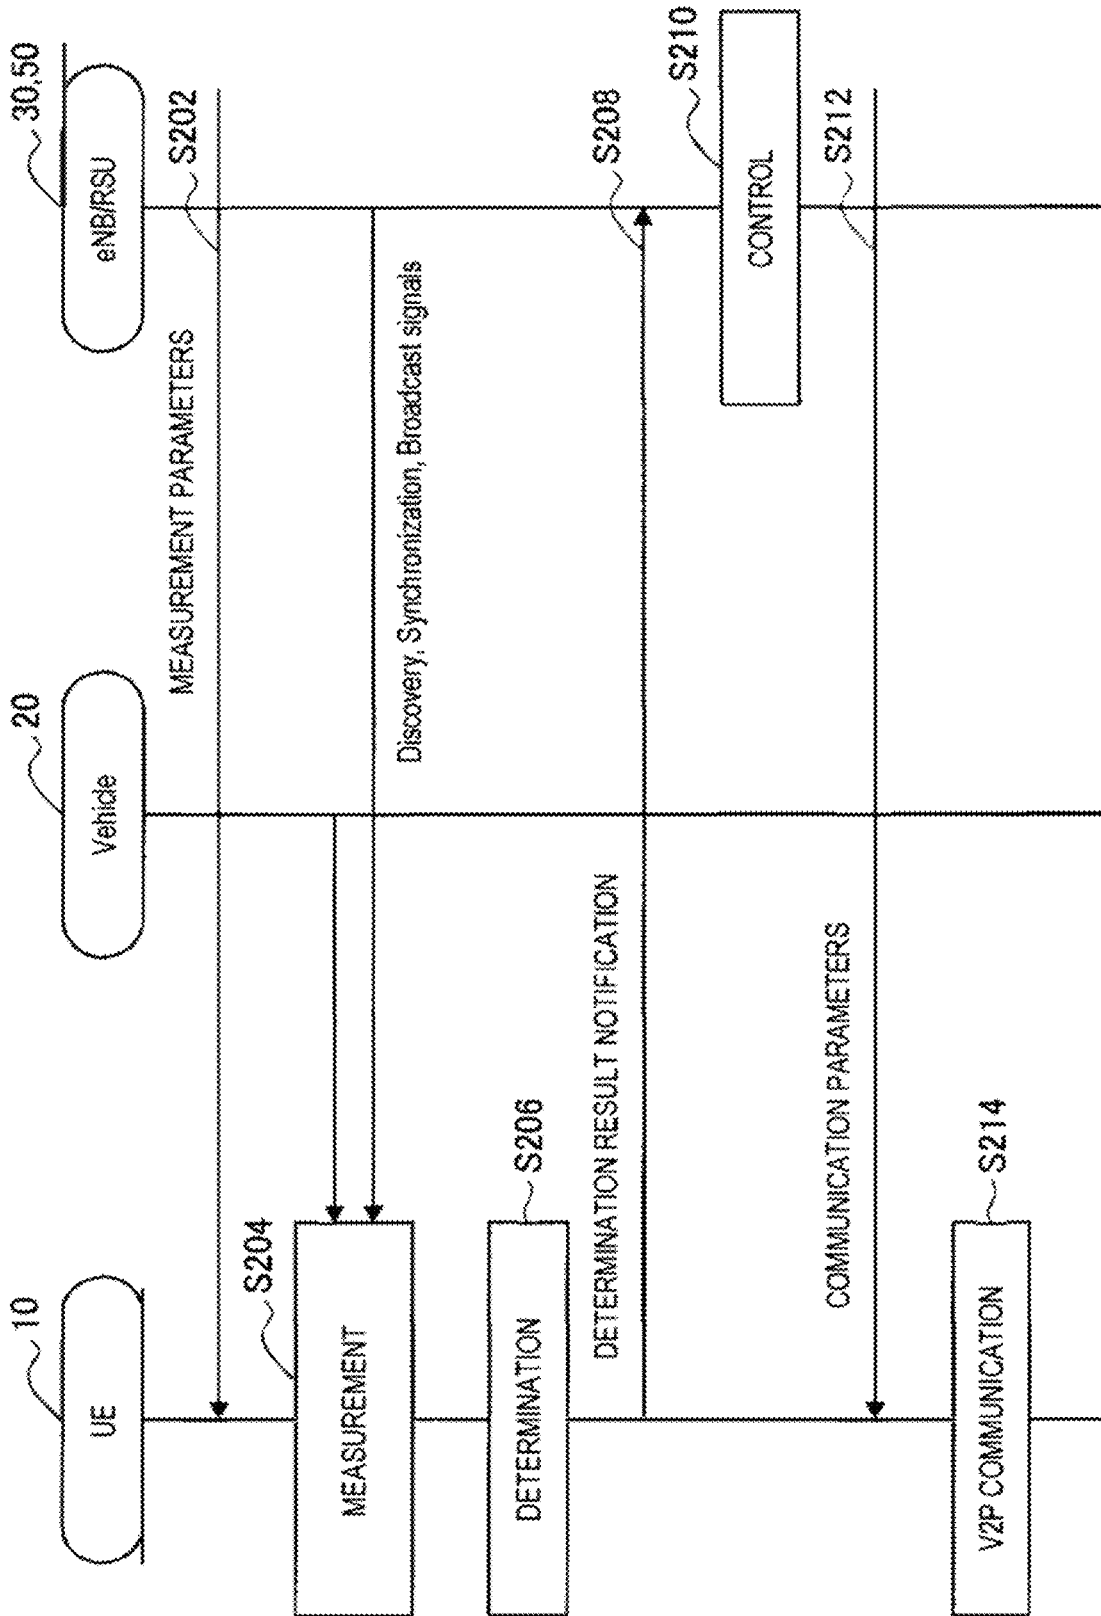 10
UE
20
Vehicle
30,50
eNB/RSU
MEASUREMENT PARAMETERS
S202
S204
MEASUREMENT
Discovery, Synchronization, Broadcast signals
DETERMINATION
S206
DETERMINATION RESULT NOTIFICATION
S208
S210
CONTROL
COMMUNICATION PARAMETERS
S212
V2P COMMUNICATION
S214